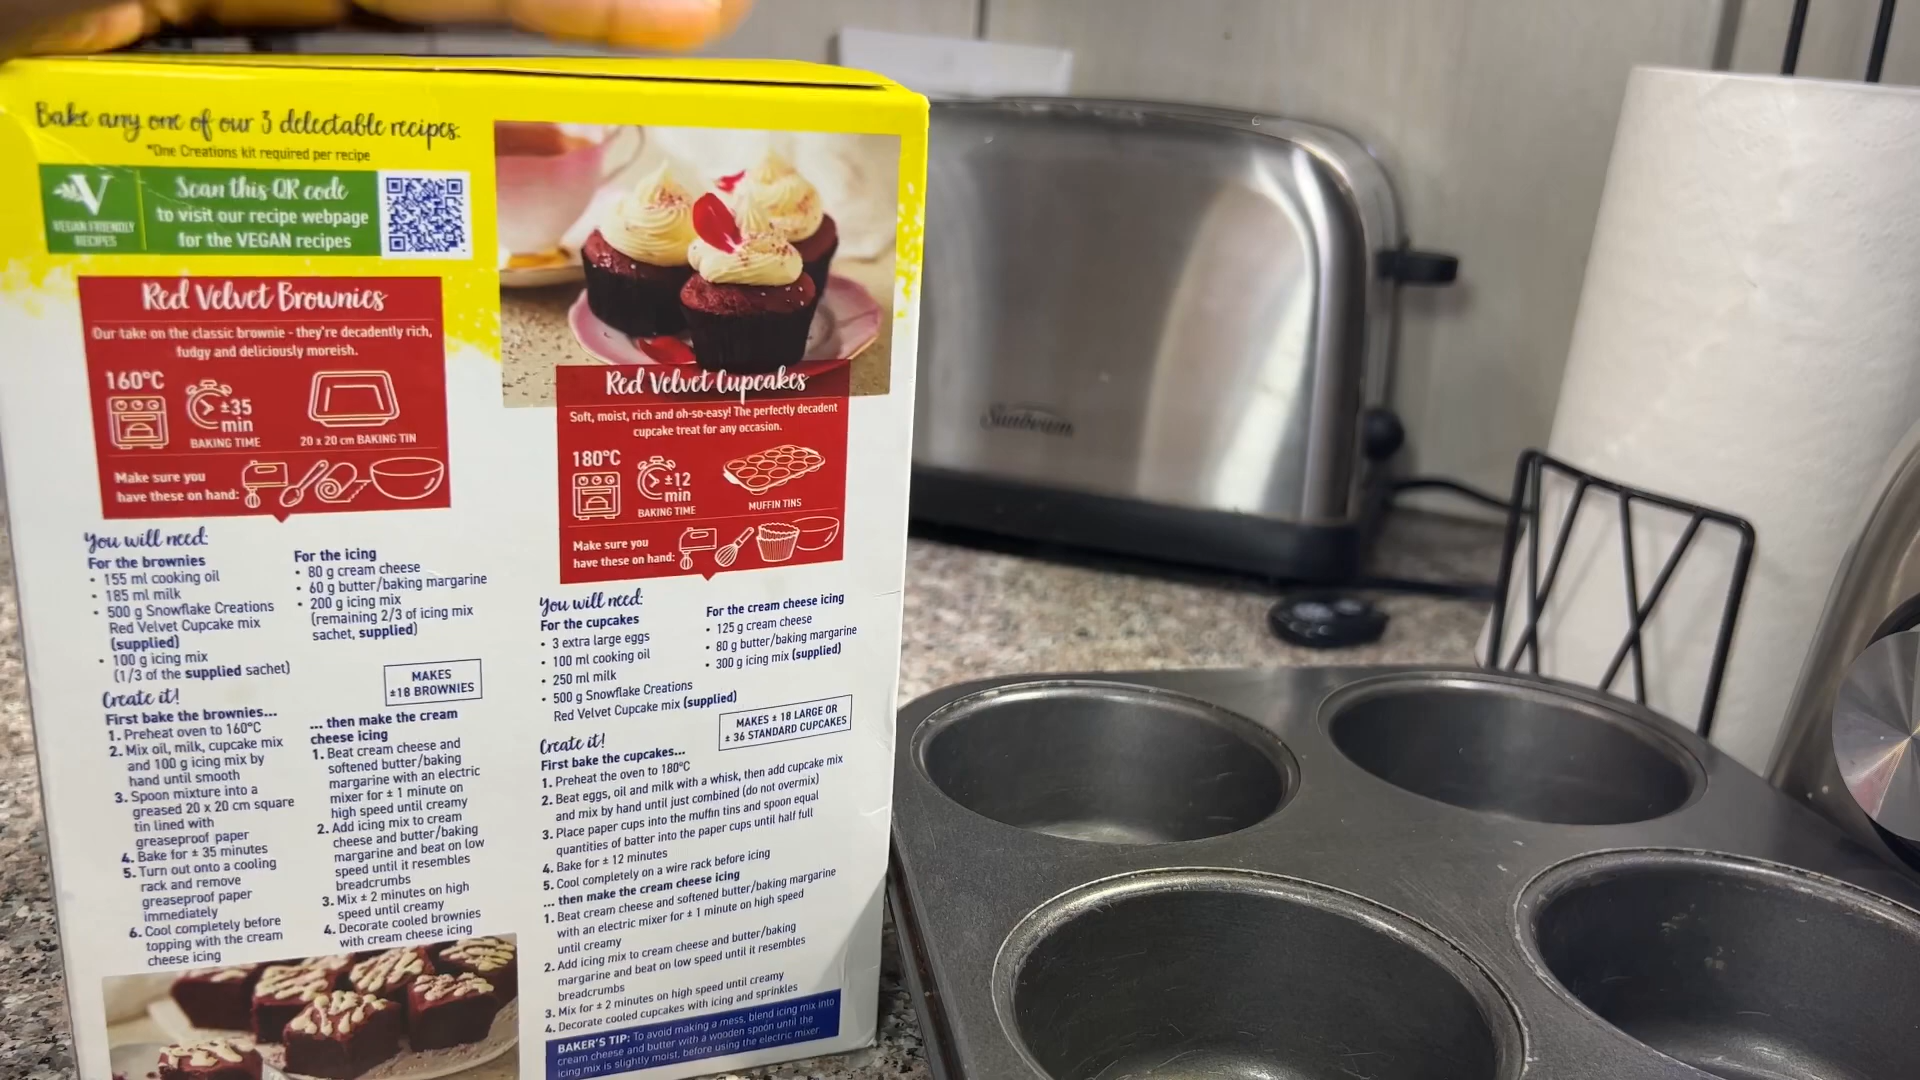 Bake any one of our 3 delectable recipes.
*One Creations kit required per recipe
V
VEGAN FRIENDLY
RECIPES
Scan this QR code
to visit our recipe webpage
for the VEGAN recipes
Red Velvet Brownies
Our take on the classic brownie - they're decadently rich,
fudgy and deliciously moreish.
160°C
±35
min
BAKING TIME
20 x 20 cm BAKING TIN
Make sure you
have these on hand:
You will need:
For the brownies
• 155 ml cooking oil
• 185 ml milk
• 500 g Snowflake Creations
Red Velvet Cupcake mix
(supplied)
• 100 g icing mix
(1/3 of the supplied sachet)
For the icing
• 80 g cream cheese
• 60 g butter/baking margarine
• 200 g icing mix
(remaining 2/3 of icing mix
sachet, supplied)
MAKES
±18 BROWNIES
Create it!
First bake the brownies...
1. Preheat oven to 160°C
2. Mix oil, milk, cupcake mix
and 100 g icing mix by
hand until smooth
3. Spoon mixture into a
greased 20 x 20 cm square
tin lined with
greaseproof paper
4. Bake for ± 35 minutes
5. Turn out onto a cooling
rack and remove
greaseproof paper
immediately
6. Cool completely before
topping with the cream
cheese icing
... then make the cream
cheese icing
1. Beat cream cheese and
softened butter/baking
margarine with an electric
mixer for ± 1 minute on
high speed until creamy
2. Add icing mix to cream
cheese and butter/baking
margarine and beat on low
speed until it resembles
breadcrumbs
3. Mix ± 2 minutes on high
speed until creamy
4. Decorate cooled brownies
with cream cheese icing
Red Velvet Cupcakes
Soft, moist, rich and oh-so-easy! The perfectly decadent
cupcake treat for any occasion.
180°C
±12
min
BAKING TIME
MUFFIN TINS
Make sure you
have these on hand:
You will need:
For the cupcakes
• 3 extra large eggs
• 100 ml cooking oil
• 250 ml milk
• 500 g Snowflake Creations
Red Velvet Cupcake mix (supplied)
For the cream cheese icing
• 125 g cream cheese
• 80 g butter/baking margarine
• 300 g icing mix (supplied)
MAKES ± 18 LARGE OR
± 36 STANDARD CUPCAKES
Create it!
First bake the cupcakes...
1. Preheat the oven to 180°C
2. Beat eggs, oil and milk with a whisk, then add cupcake mix
and mix by hand until just combined (do not overmix)
3. Place paper cups into the muffin tins and spoon equal
quantities of batter into the paper cups until half full
4. Bake for ± 12 minutes
5. Cool completely on a wire rack before icing
... then make the cream cheese icing
1. Beat cream cheese and softened butter/baking margarine
with an electric mixer for ± 1 minute on high speed
until creamy
2. Add icing mix to cream cheese and butter/baking
margarine and beat on low speed until it resembles
breadcrumbs
3. Mix for ± 2 minutes on high speed until creamy
4. Decorate cooled cupcakes with icing and sprinkles
BAKER'S TIP: To avoid making a mess, blend icing mix into
cream cheese and butter with a wooden spoon until the
icing mix is slightly moist, before using the electric mixer
Sunbeam